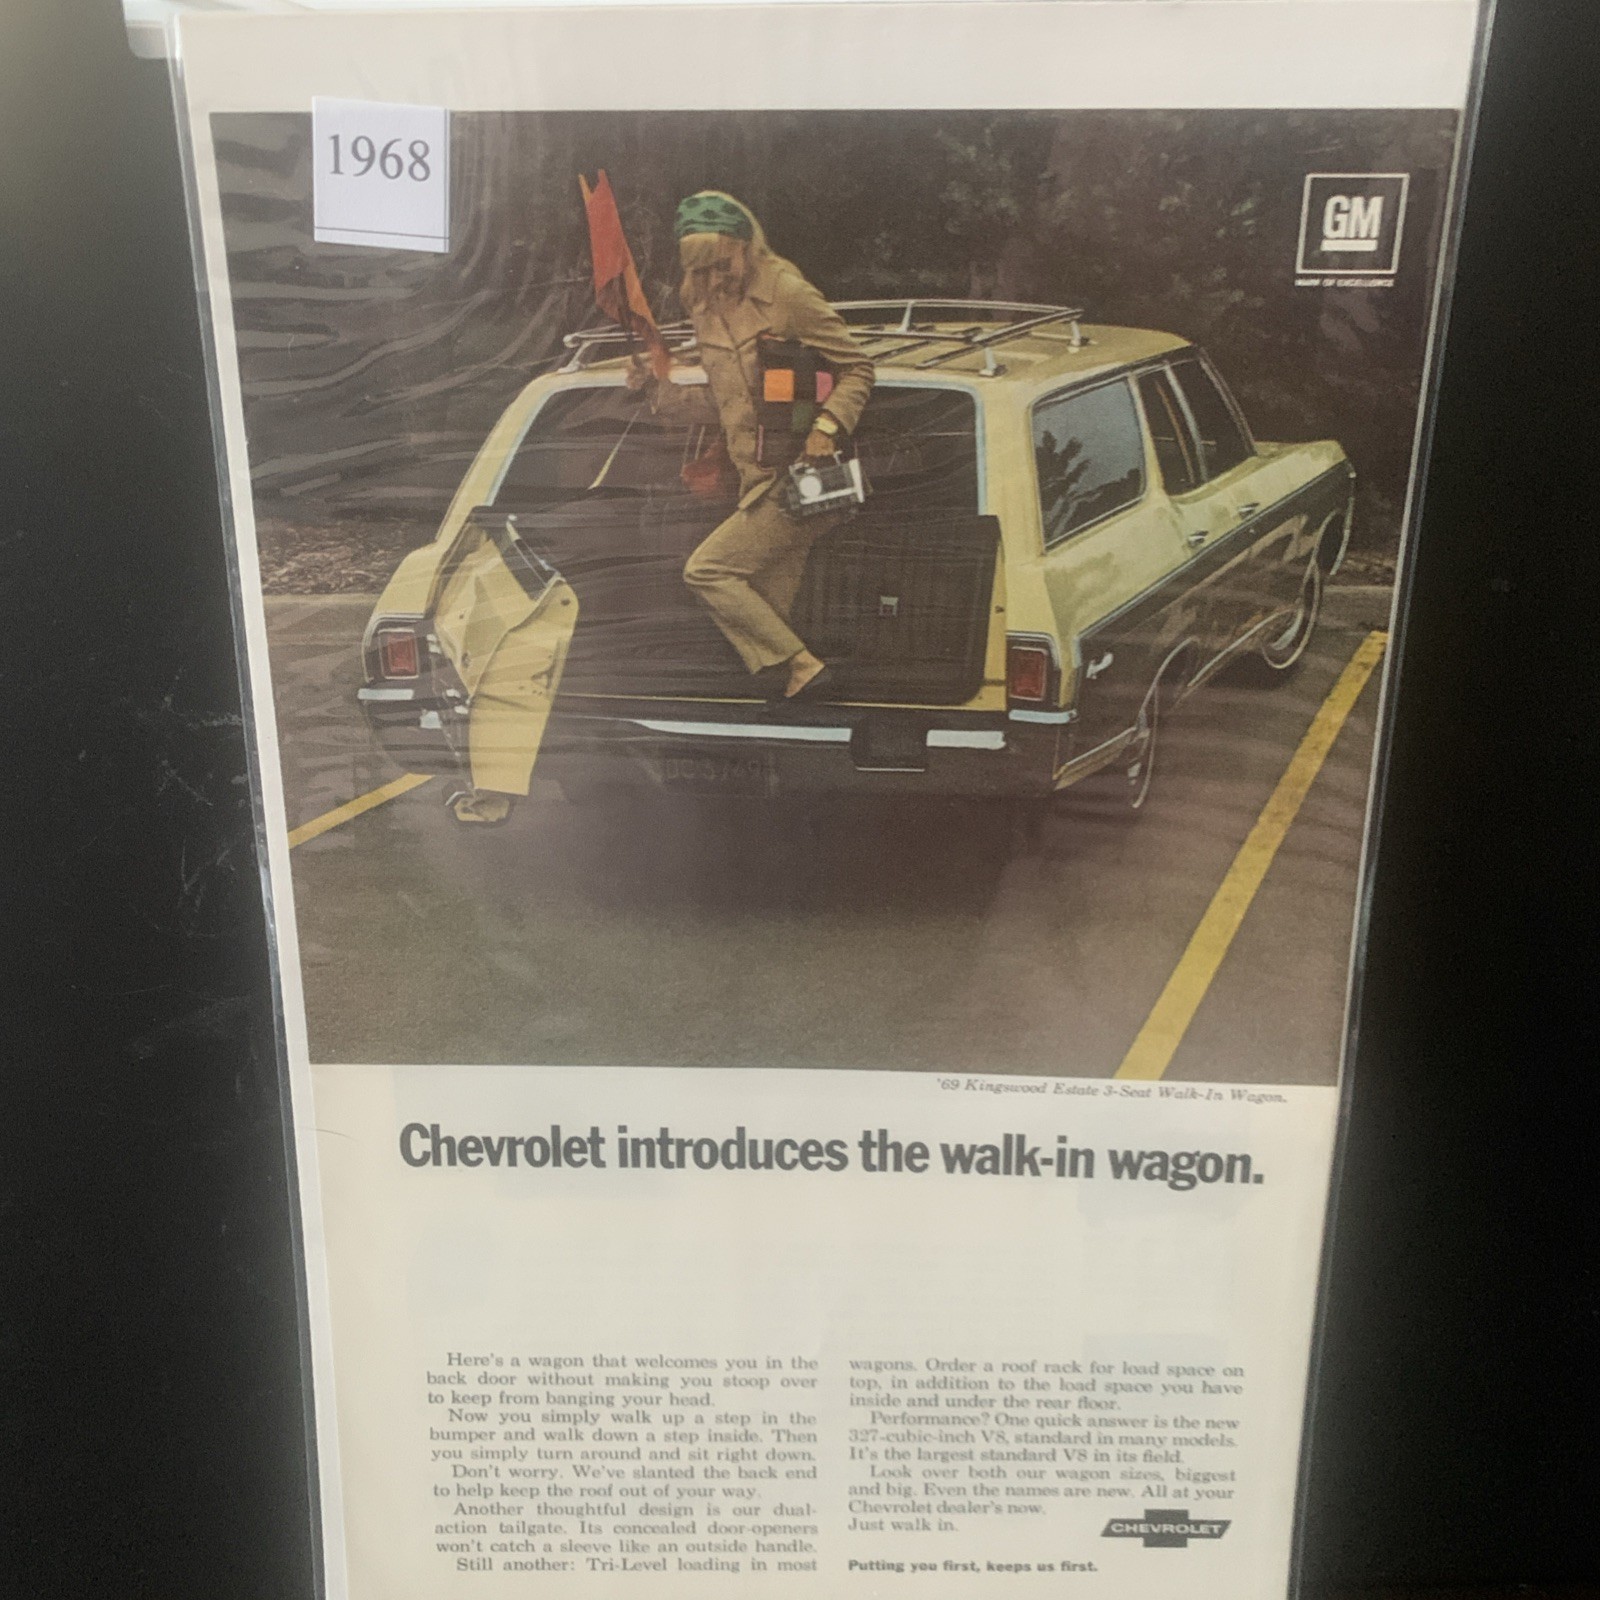 1968
GM
MARK OF EXCELLENCE
'69 Kingswood Estate 3-Seat Walk-In Wagon.
Chevrolet introduces the walk-in wagon.
Here's a wagon that welcomes you in the
back door without making you stoop over
to keep from banging your head.
Now you simply walk up a step in the
bumper and walk down a step inside. Then
you simply turn around and sit right down.
Don't worry. We've slanted the back end
to help keep the roof out of your way.
Another thoughtful design is our dual-
action tailgate. Its concealed door-openers
won't catch a sleeve like an outside handle.
Still another: Tri-Level loading in most
wagons. Order a roof rack for load space on
top, in addition to the load space you have
inside and under the rear floor.
Performance? One quick answer is the new
327-cubic-inch V8, standard in many models.
It's the largest standard V8 in its field.
Look over both our wagon sizes, biggest
and big. Even the names are new. All at your
Chevrolet dealer's now.
Just walk in.
CHEVROLET
Putting you first, keeps us first.